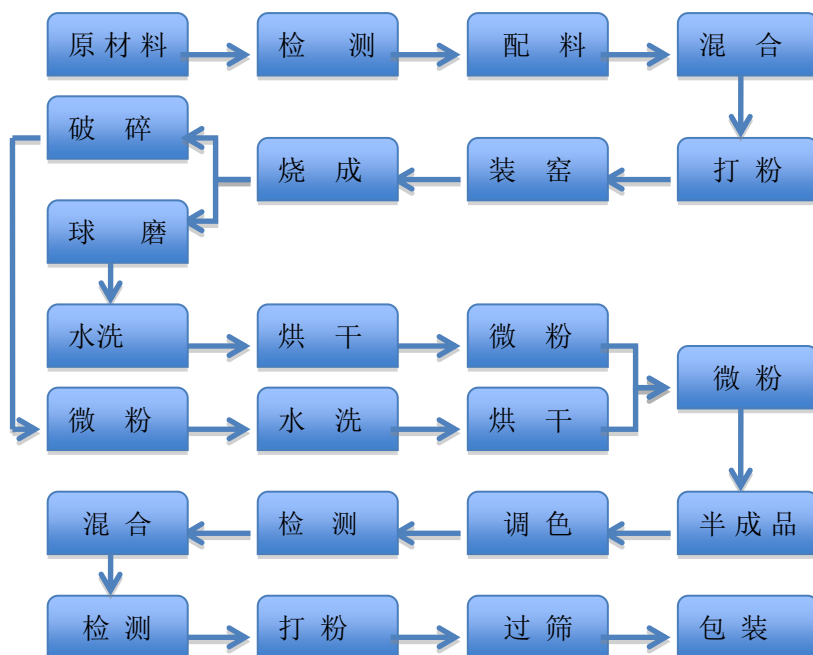 原材料 检测 配料 混合
破碎
烧成 装窑 打粉
球磨
水洗 烘干 微粉
微粉
微粉 水洗 烘干
混合 检测 调色 半成品
检测 打粉 过筛 包装